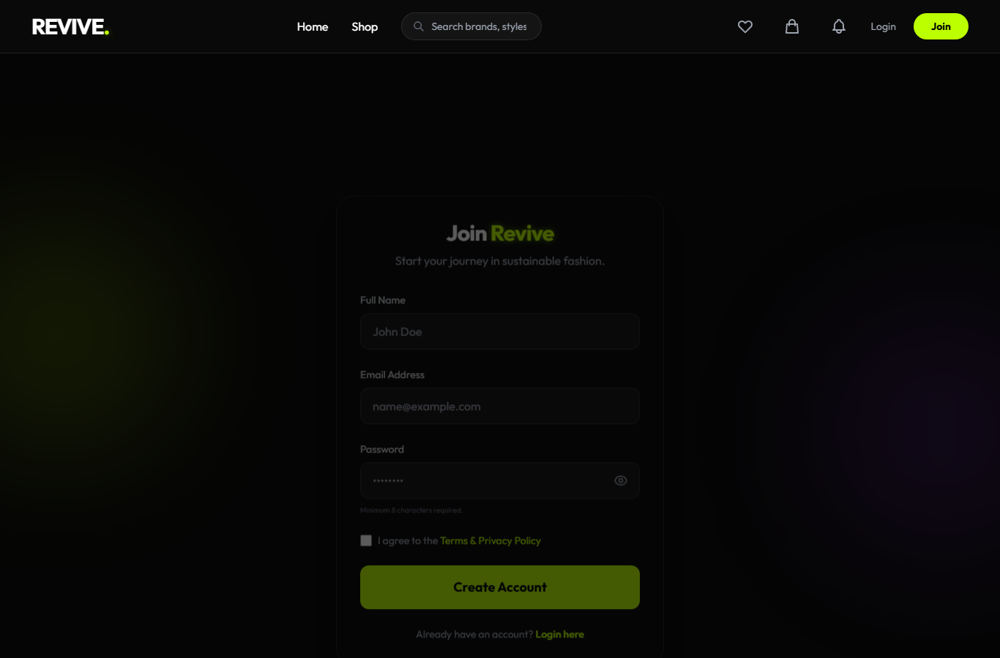 REVIVE.
Home
Shop
Search brands, styles
Login
Join
Join Revive
Start your journey in sustainable fashion.
Full Name
John Doe
Email Address
name@example.com
Password
••••••••
Minimum 8 characters required.
I agree to the Terms & Privacy Policy
Create Account
Already have an account? Login here